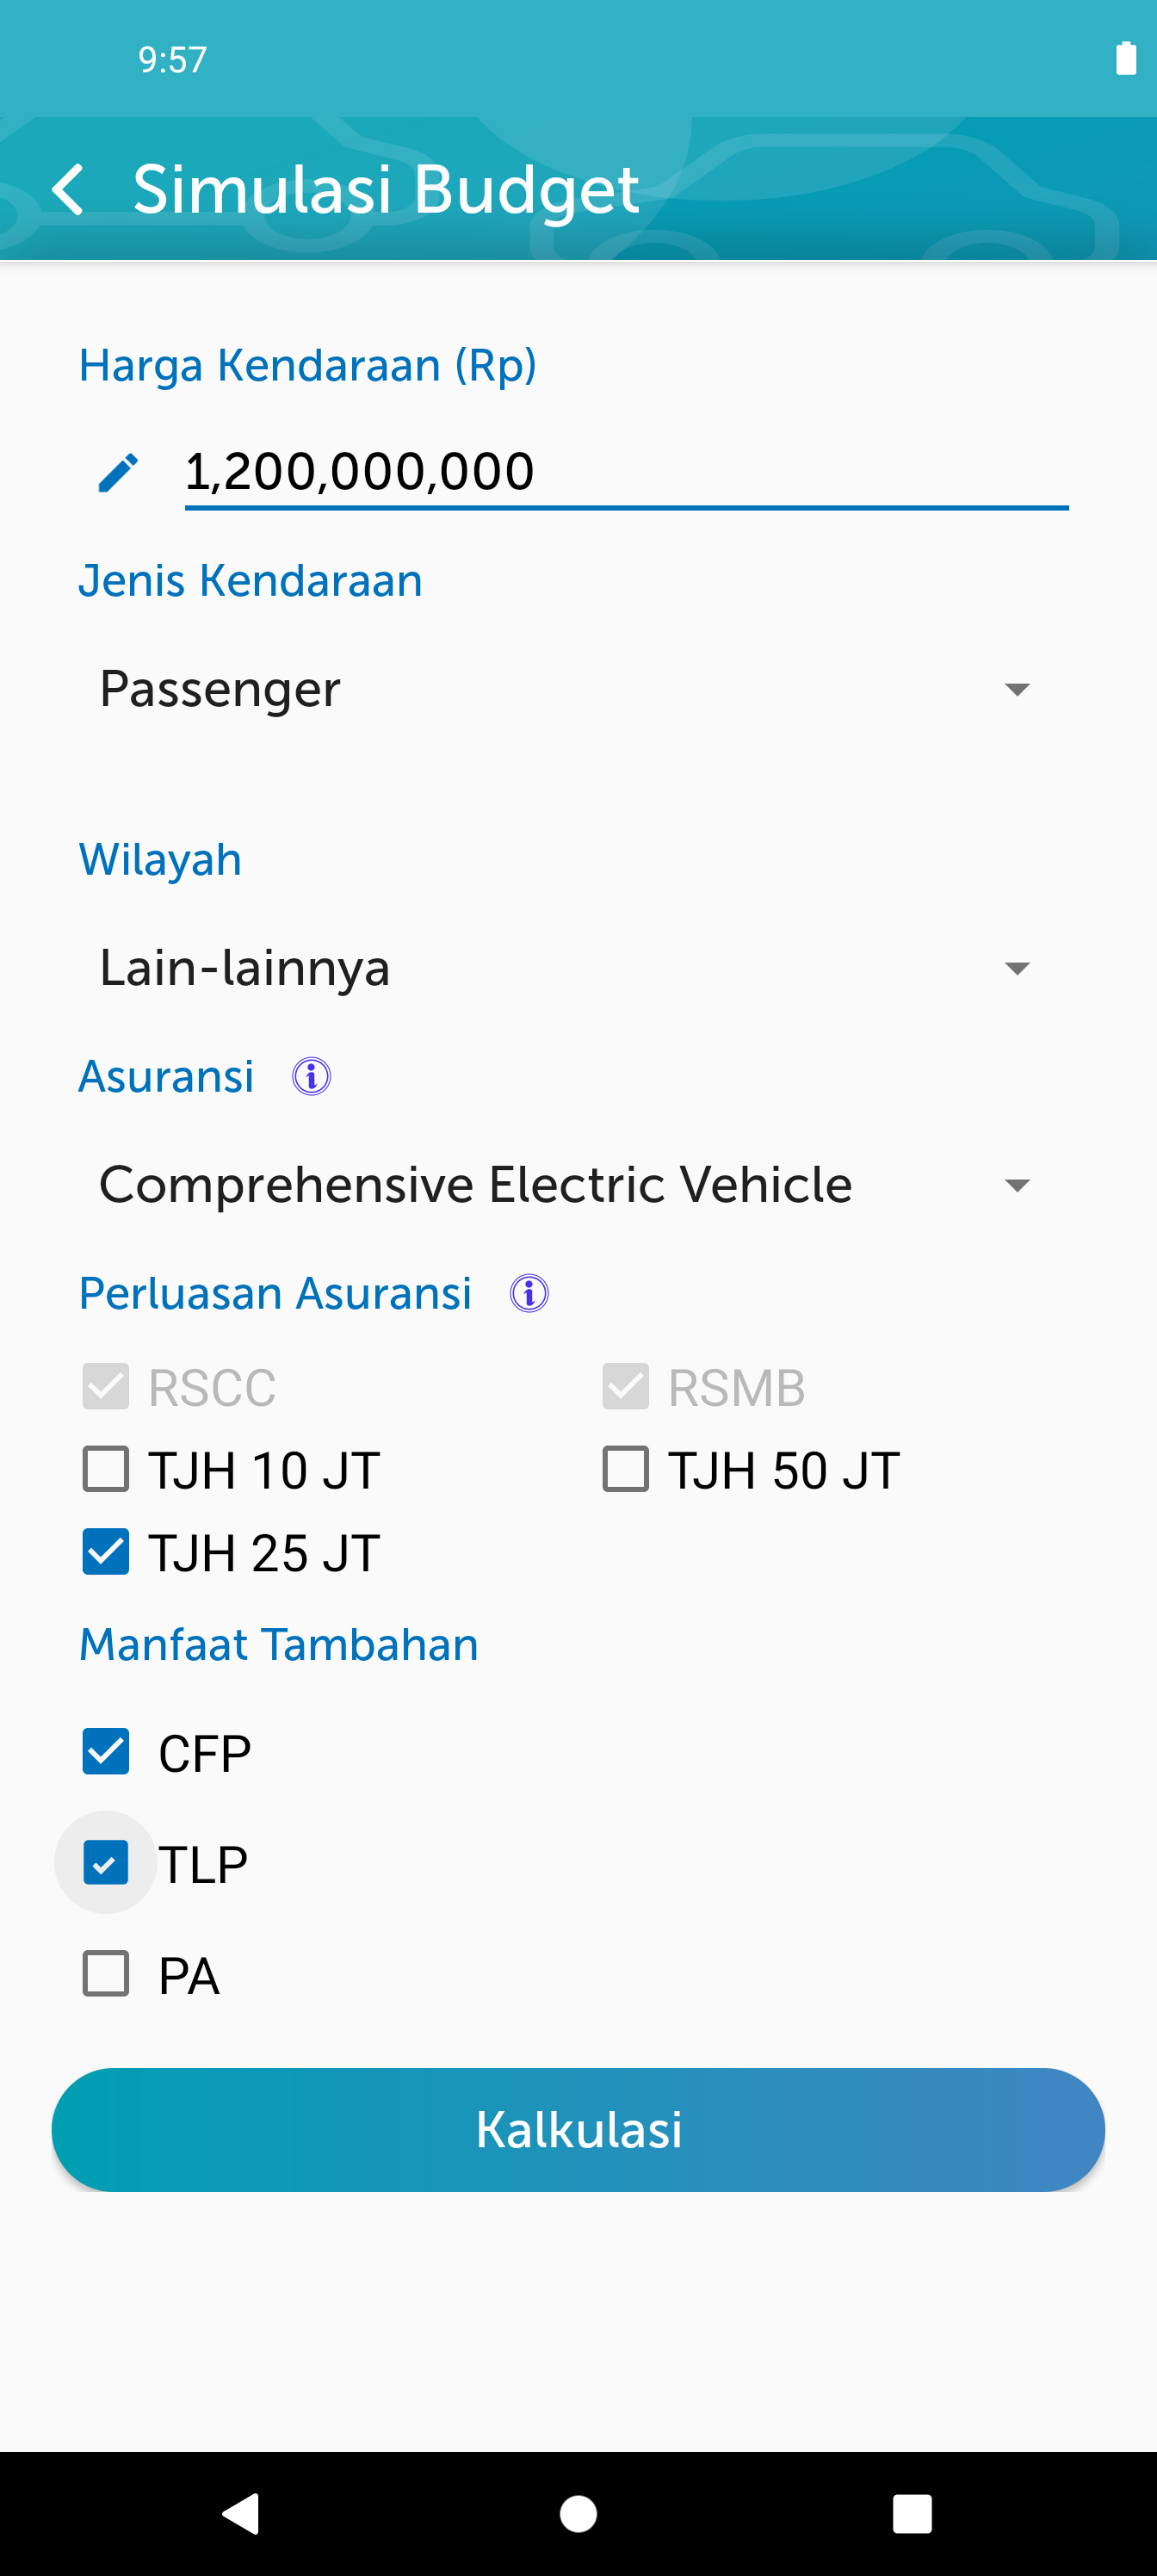 9:57
Simulasi Budget
Harga Kendaraan (Rp)
1,200,000,000
Jenis Kendaraan
Passenger
Wilayah
Lain-lainnya
Asuransi
Comprehensive Electric Vehicle
Perluasan Asuransi
RSCC RSMB
TJH 10 JT TJH 50 JT
TJH 25 JT
Manfaat Tambahan
CFP
TLP
PA
Kalkulasi